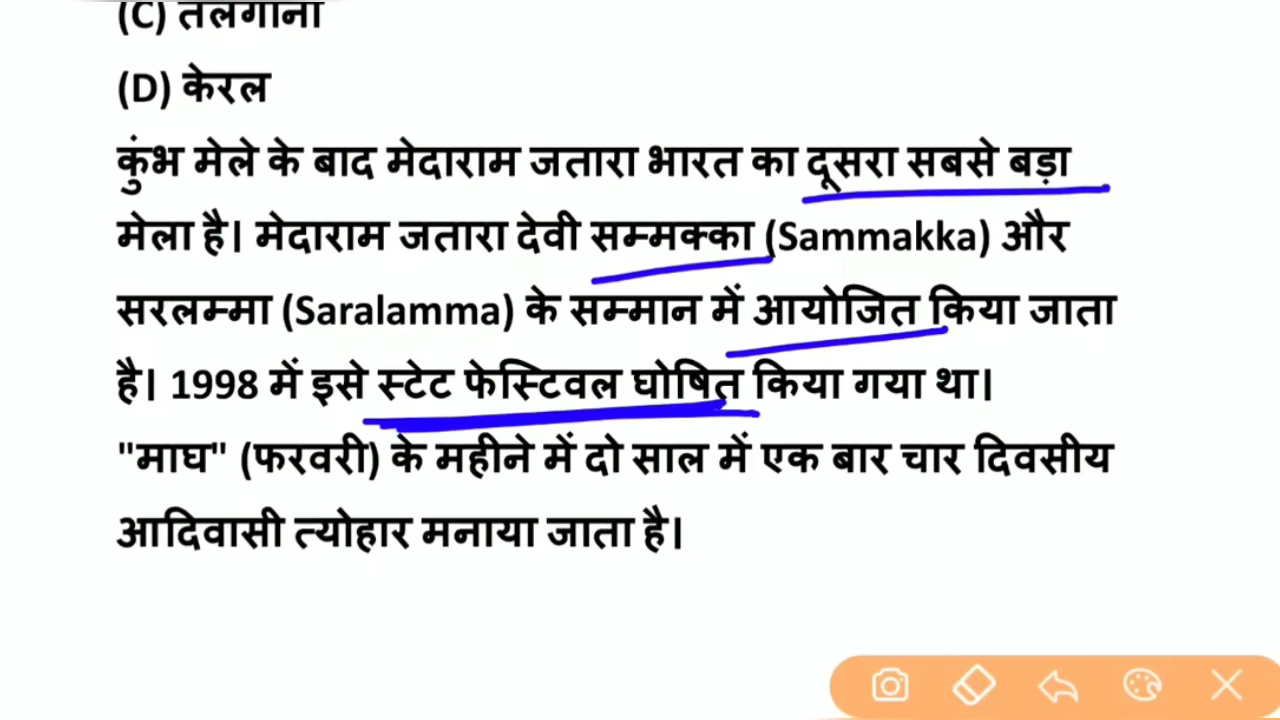 (C) तेलंगाना
(D) केरल
कुंभ मेले के बाद मेदाराम जतारा भारत का दूसरा सबसे बड़ा
मेला है। मेदाराम जतारा देवी सम्मक्का (Sammakka) और
सरलम्मा (Saralamma) के सम्मान में आयोजित किया जाता
है। 1998 में इसे स्टेट फेस्टिवल घोषित किया गया था।
"माघ" (फरवरी) के महीने में दो साल में एक बार चार दिवसीय
आदिवासी त्योहार मनाया जाता है।